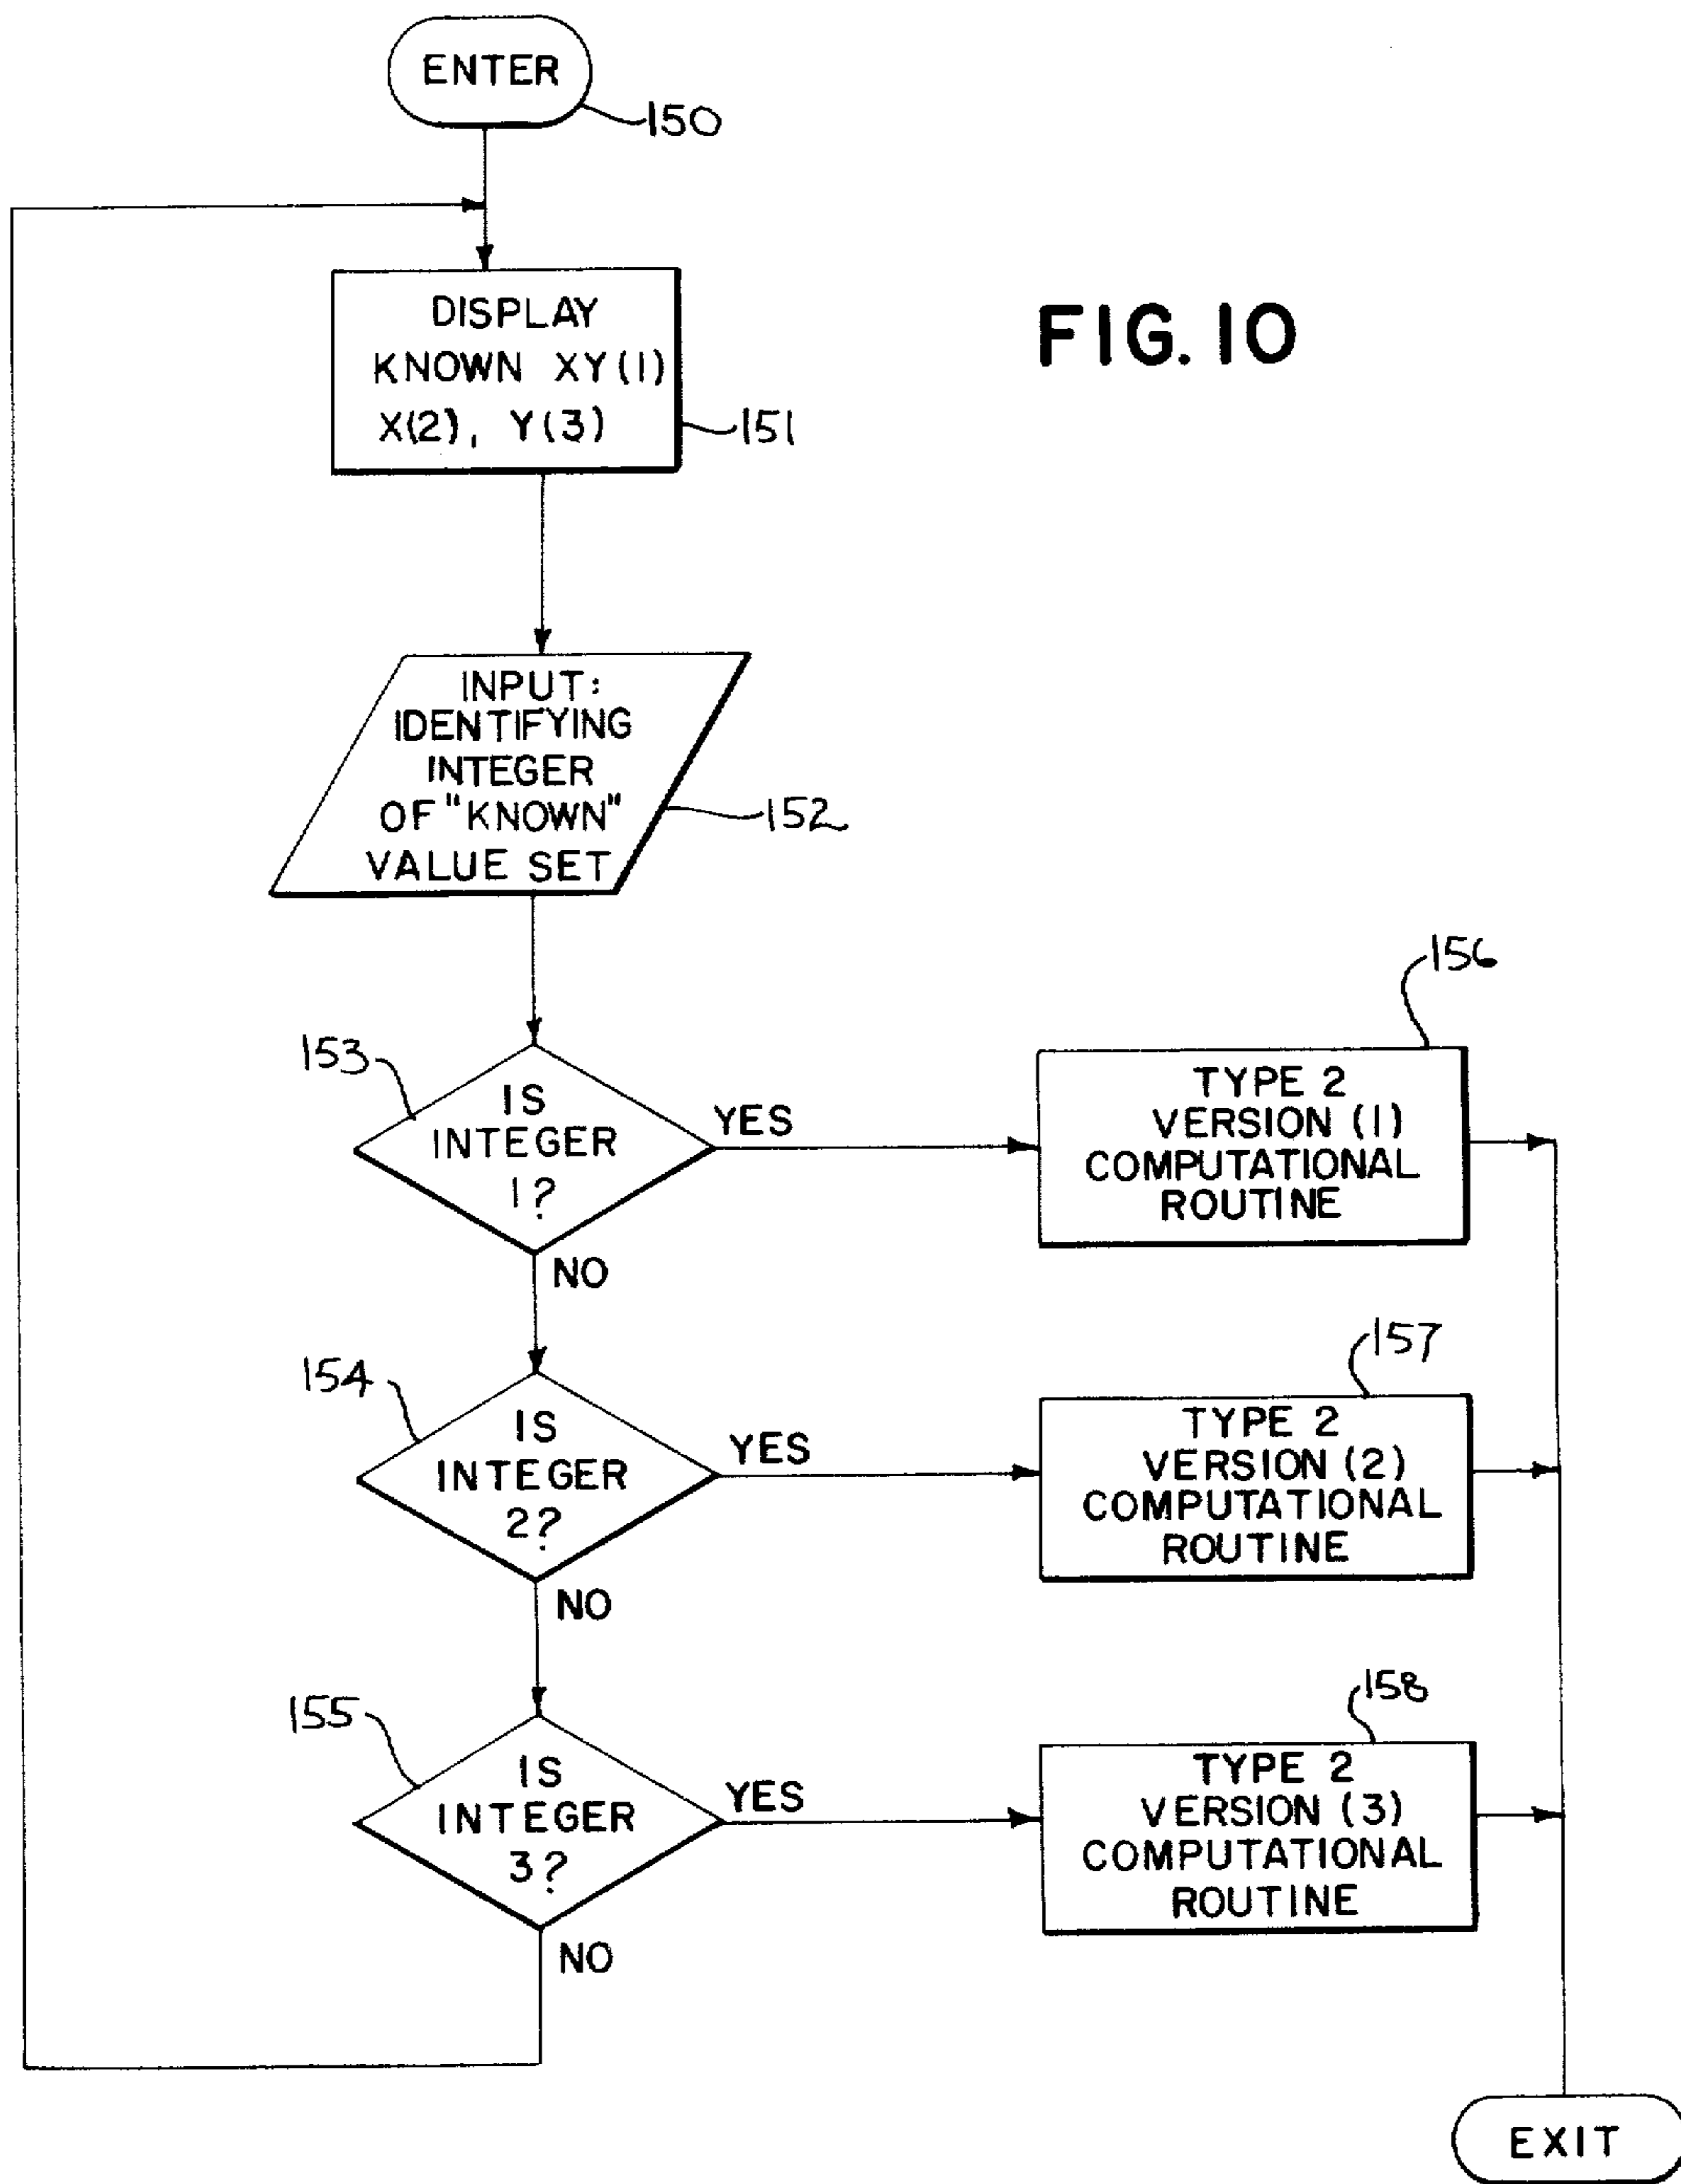 ENTER
150
DISPLAY
KNOWN XY(1)
X(2), Y(3)
151
FIG. 10
INPUT:
IDENTIFYING
INTEGER
OF "KNOWN"
VALUE SET
152
153
IS
INTEGER
1?
YES
NO
156
TYPE 2
VERSION (1)
COMPUTATIONAL
ROUTINE
154
IS
INTEGER
2?
YES
NO
157
TYPE 2
VERSION (2)
COMPUTATIONAL
ROUTINE
155
IS
INTEGER
3?
YES
NO
158
TYPE 2
VERSION (3)
COMPUTATIONAL
ROUTINE
EXIT